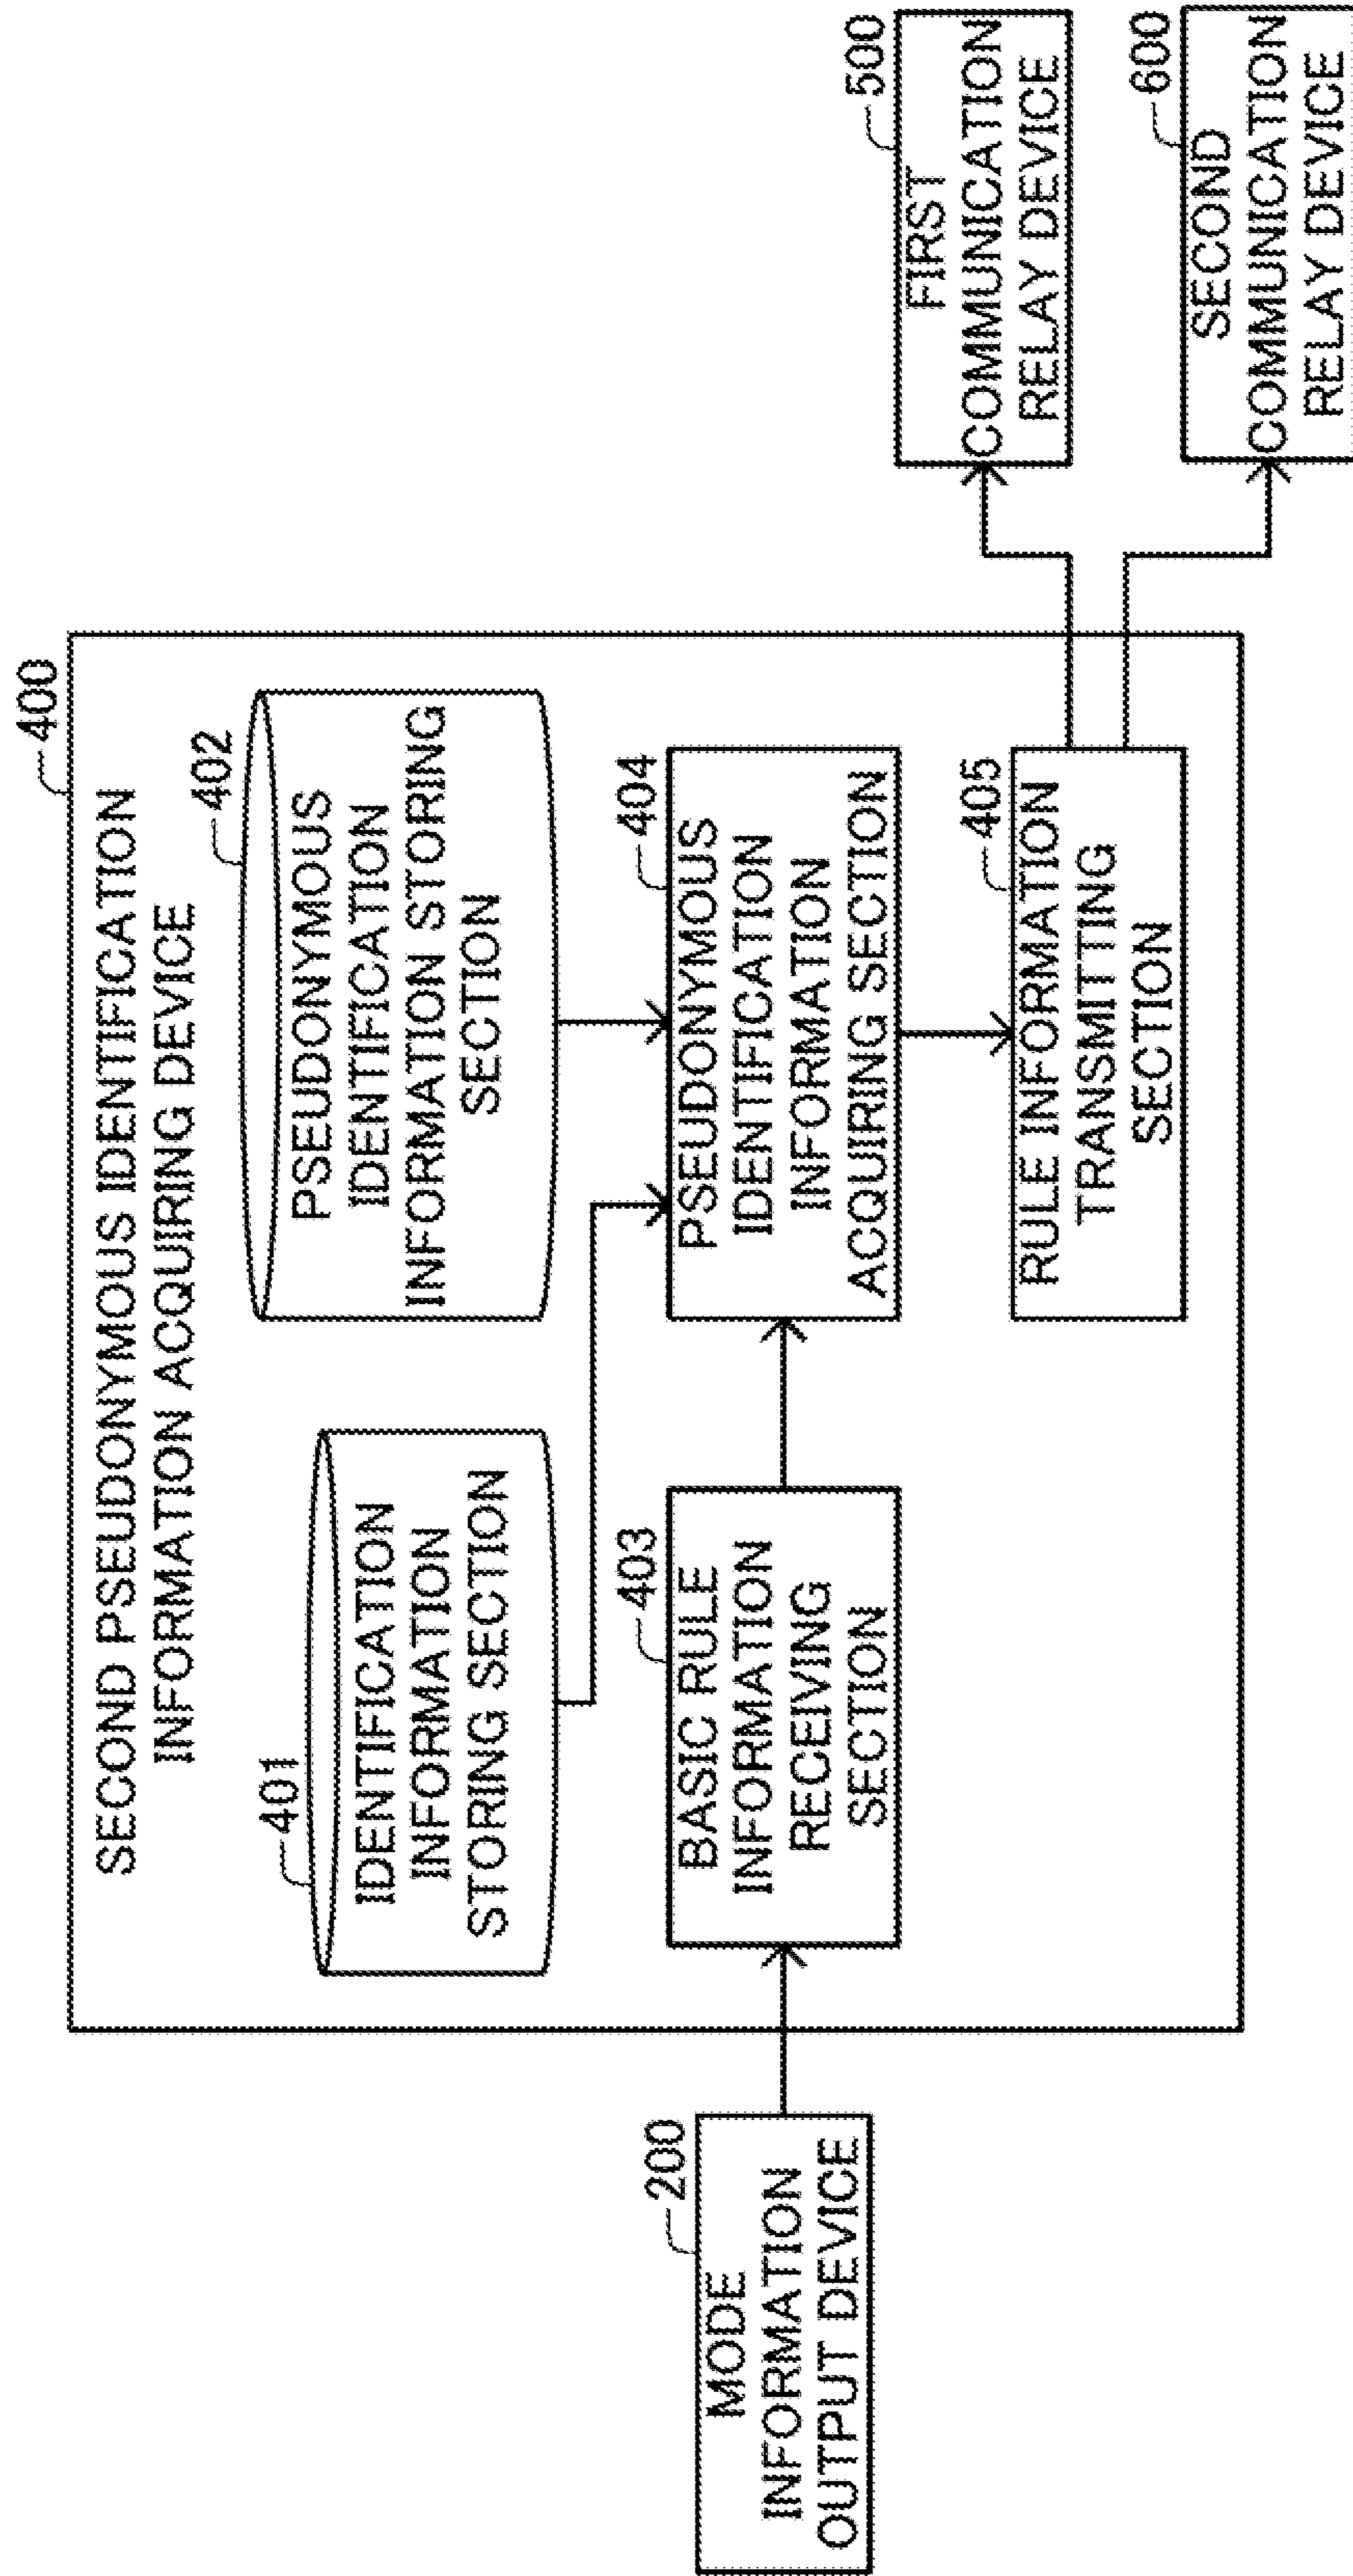 400
SECOND PSEUDONYMOUS IDENTIFICATION
INFORMATION ACQUIRING DEVICE
401
IDENTIFICATION
INFORMATION
STORING SECTION
402
PSEUDONYMOUS
IDENTIFICATION
INFORMATION STORING
SECTION
200
MODE
INFORMATION
OUTPUT DEVICE
403
BASIC RULE
INFORMATION
RECEIVING
SECTION
404
PSEUDONYMOUS
IDENTIFICATION
INFORMATION
ACQUIRING SECTION
405
RULE INFORMATION
TRANSMITTING
SECTION
500
FIRST
COMMUNICATION
RELAY DEVICE
600
SECOND
COMMUNICATION
RELAY DEVICE